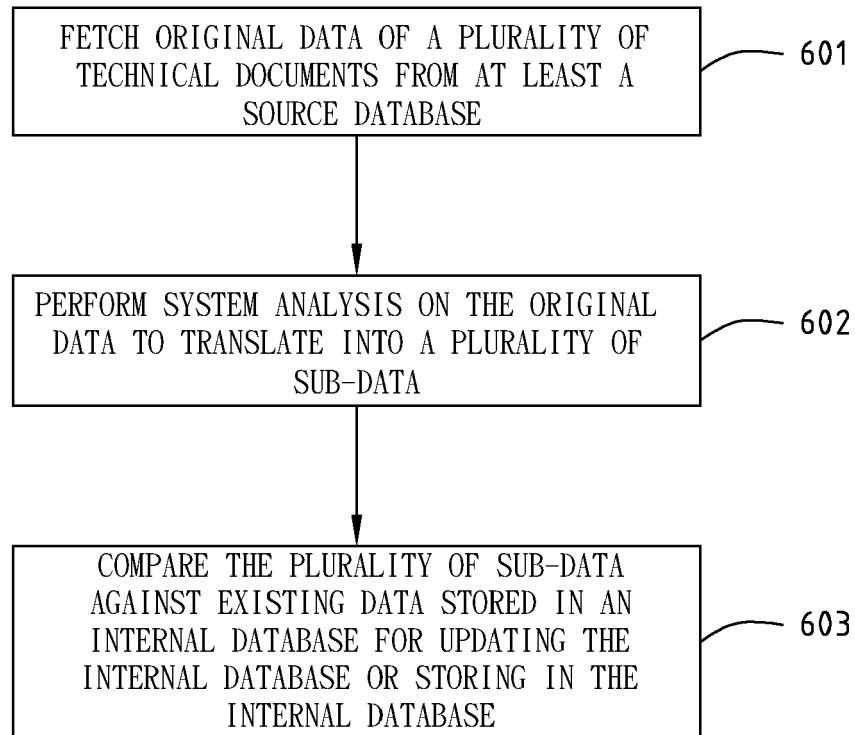 FETCH ORIGINAL DATA OF A PLURALITY OF
TECHNICAL DOCUMENTS FROM AT LEAST A
SOURCE DATABASE
601
PERFORM SYSTEM ANALYSIS ON THE ORIGINAL
DATA TO TRANSLATE INTO A PLURALITY OF
SUB-DATA
602
COMPARE THE PLURALITY OF SUB-DATA
AGAINST EXISTING DATA STORED IN AN
INTERNAL DATABASE FOR UPDATING THE
INTERNAL DATABASE OR STORING IN THE
INTERNAL DATABASE
603